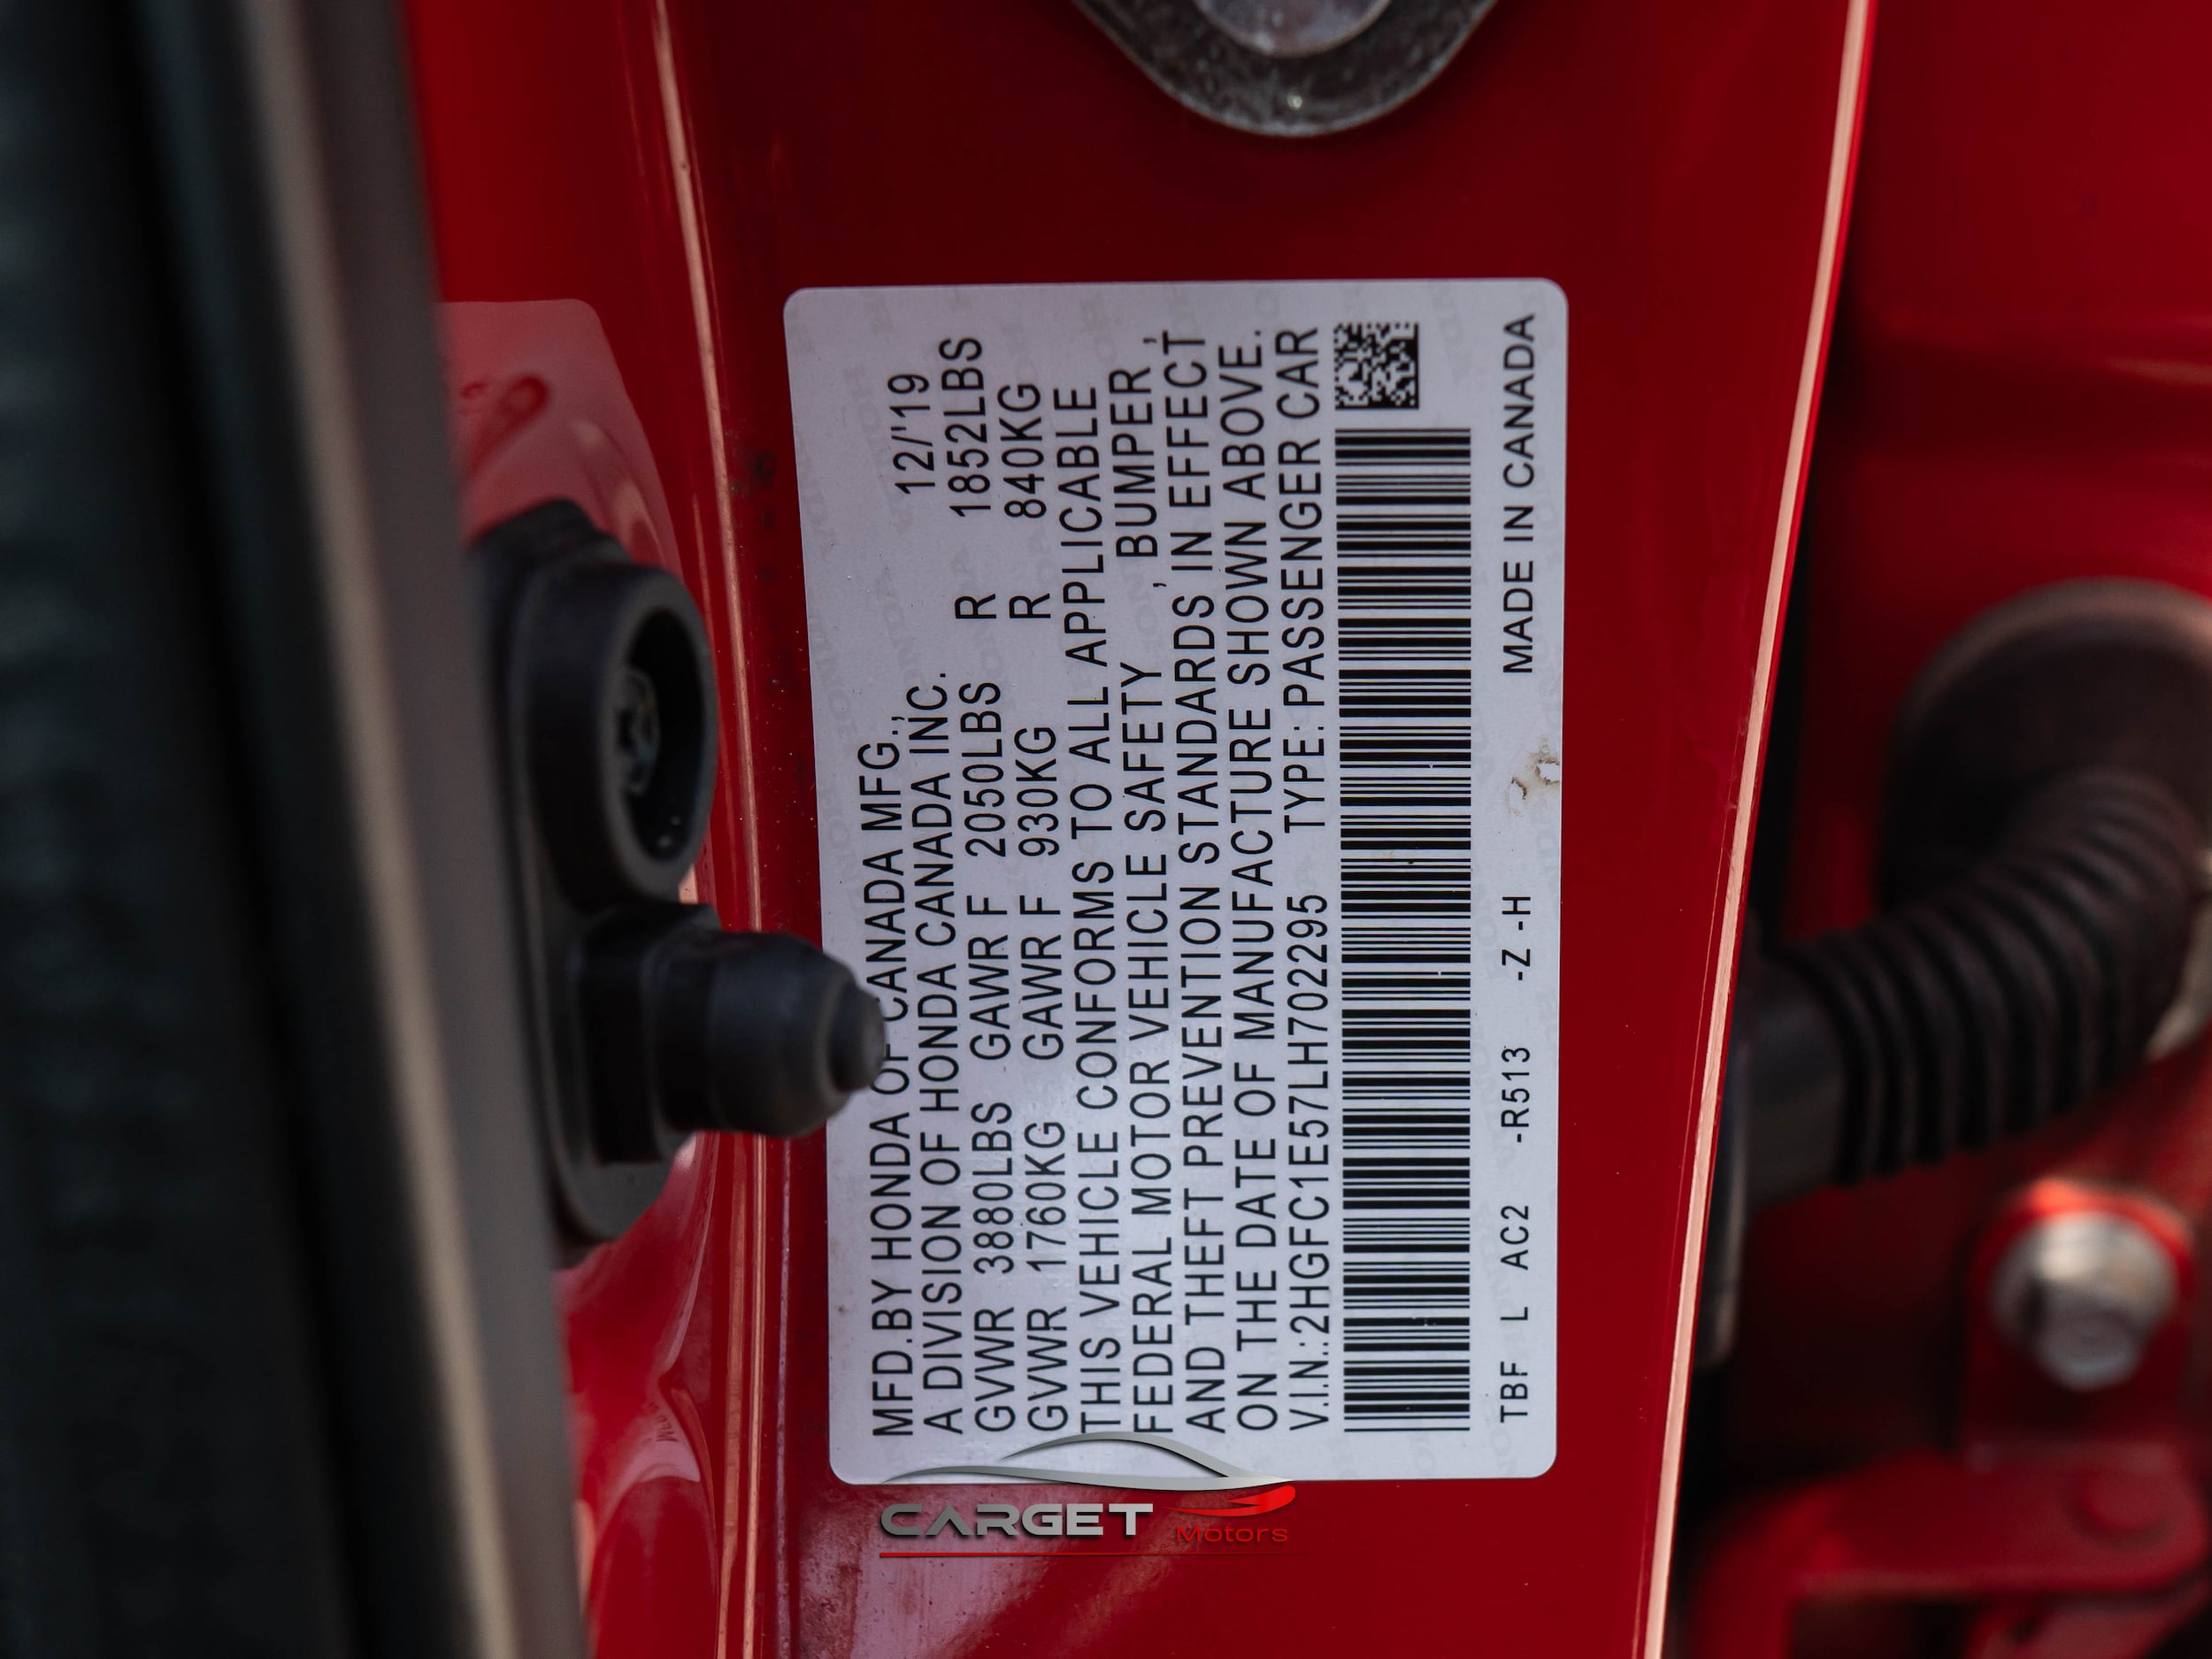 MFD.BY HONDA OF CANADA MFG., 12/'19
A DIVISION OF HONDA CANADA INC.
GVWR 3880LBS GAWR F 2050LBS R 1852LBS
GVWR 1760KG GAWR F 930KG R 840KG
THIS VEHICLE CONFORMS TO ALL APPLICABLE
FEDERAL MOTOR VEHICLE SAFETY , BUMPER ,
AND THEFT PREVENTION STANDARDS IN EFFECT
ON THE DATE OF MANUFACTURE SHOWN ABOVE.
V.I.N.:2HGFC1E57LH702295 TYPE: PASSENGER CAR
TBF L AC2 -R513 -Z -H MADE IN CANADA
CARGET
Motors